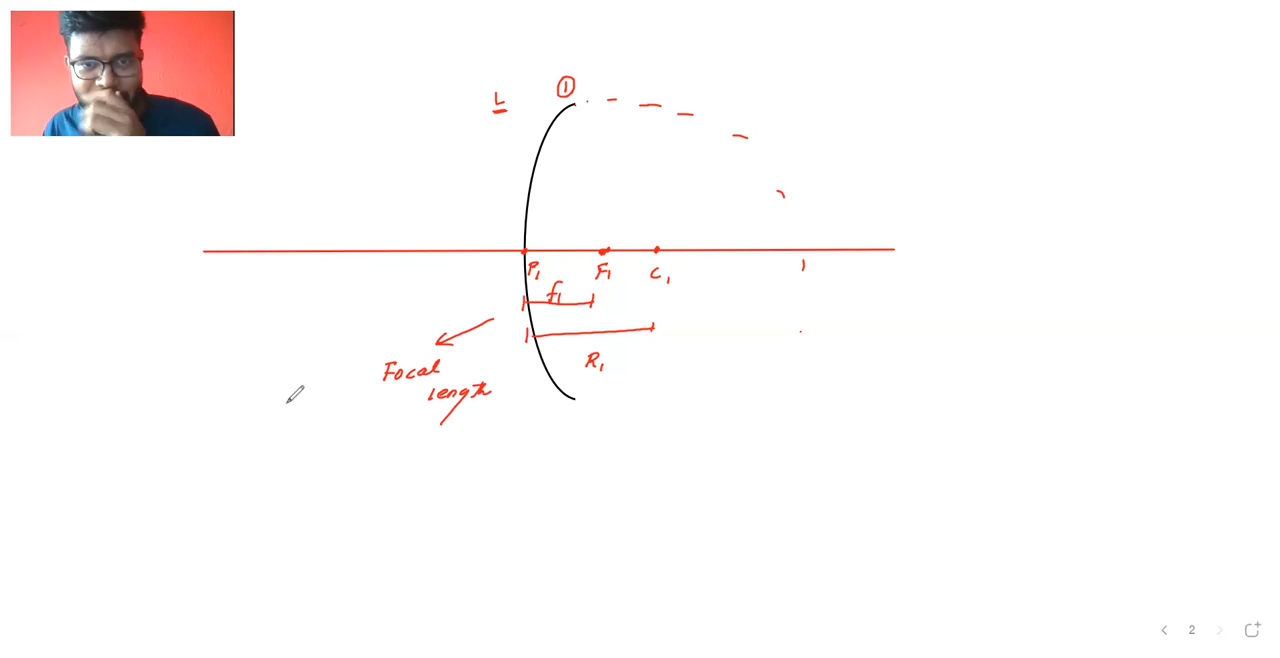 L ①
P₁ F₁ C₁
f₁
R₁
Focal
length
2